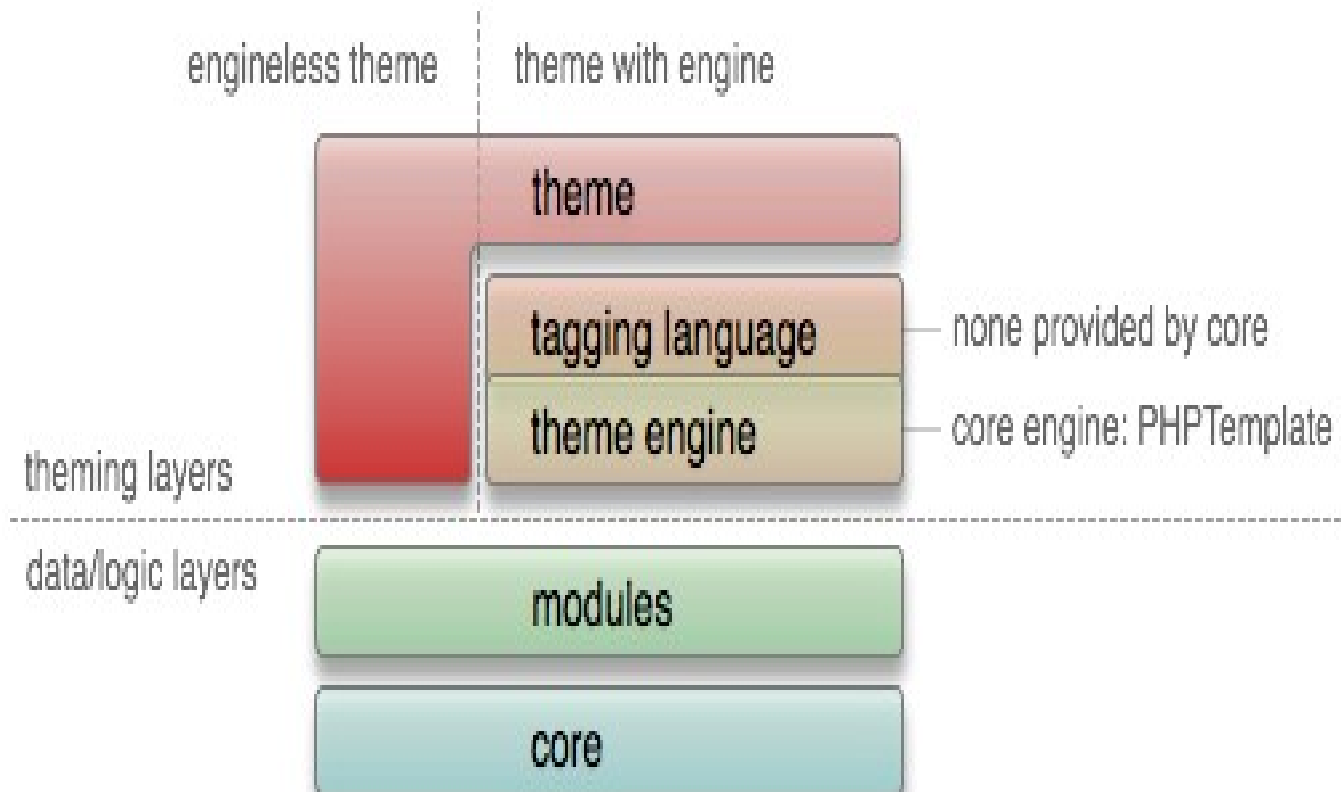 engineless theme
theme with engine
theme
tagging language
none provided by core
theme engine
core engine: PHPTemplate
theming layers
data/logic layers
modules
core